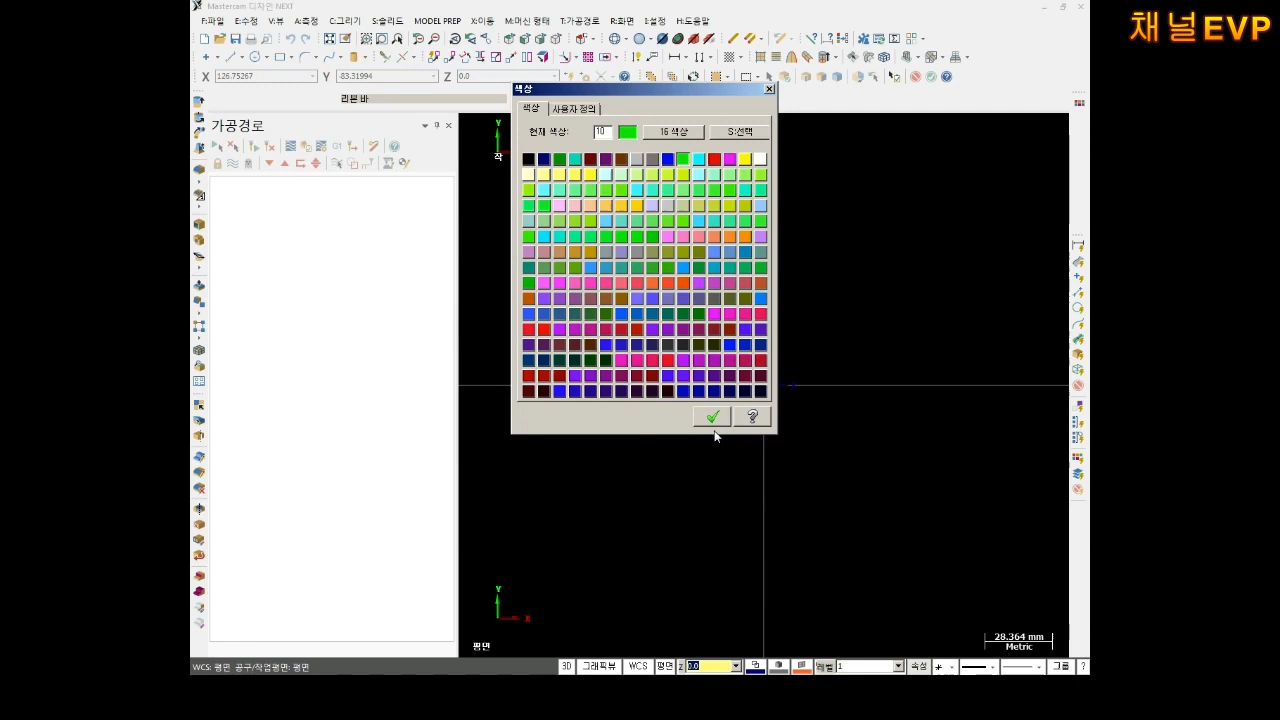 Mastercam 디자인 NEXT
채널EVP
F:파일 E:수정 V:뷰 A:측정 C:그리기 S:솔리드 MODEL PREP X:이동 M:머신 형태 T:가공경로 R:화면 I:설정 H:도움말
X 126.75267 Y -83.31994 Z 0.0
리본 바
색상
가공경로
색상 사용자 정의
현재 색상: 10 16 색상 S:선택
Y
작
G1
Y
X
28.364 mm
Metric
평면
WCS: 평면 공구/작업평면: 평면 3D 그래픽뷰 WCS 평면 Z 0.0 레벨 1 속성 그룹 ?